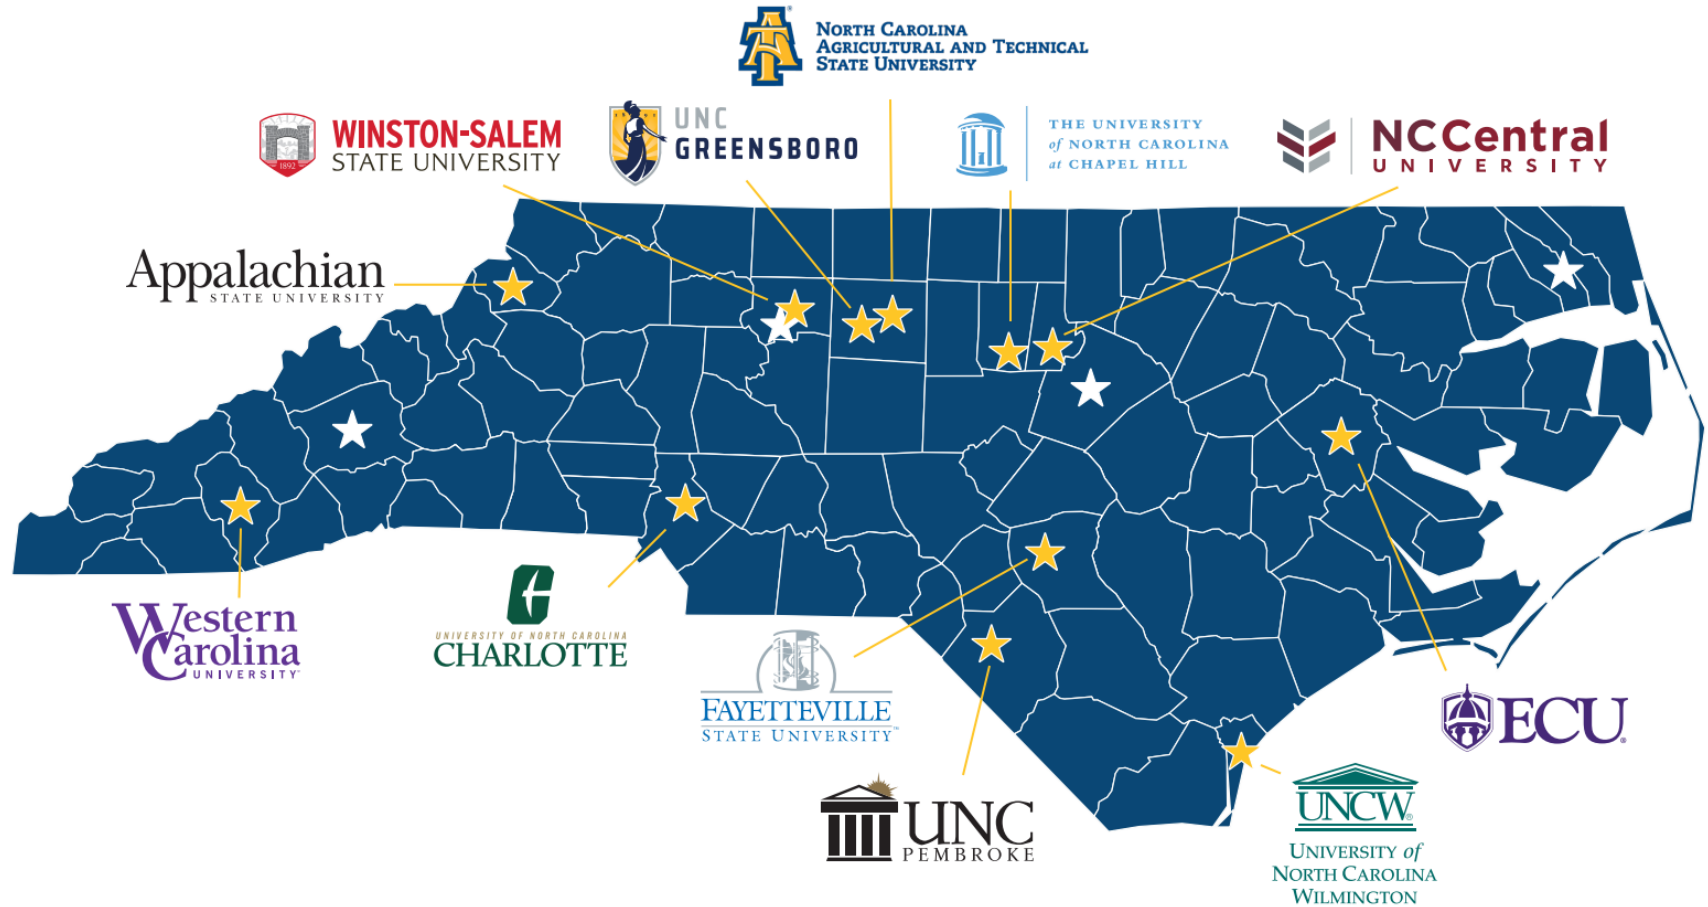 NORTH CAROLINA
AGRICULTURAL AND TECHNICAL
STATE UNIVERSITY
WINSTON-SALEM
STATE UNIVERSITY
1892
UNC
GREENSBORO
THE UNIVERSITY
of NORTH CAROLINA
at CHAPEL HILL
NCCentral
UNIVERSITY
Appalachian
STATE UNIVERSITY
Western
Carolina
UNIVERSITY
UNIVERSITY OF NORTH CAROLINA
CHARLOTTE
FAYETTEVILLE
STATE UNIVERSITY
UNC
PEMBROKE
ECU
UNCW
UNIVERSITY of
NORTH CAROLINA
WILMINGTON